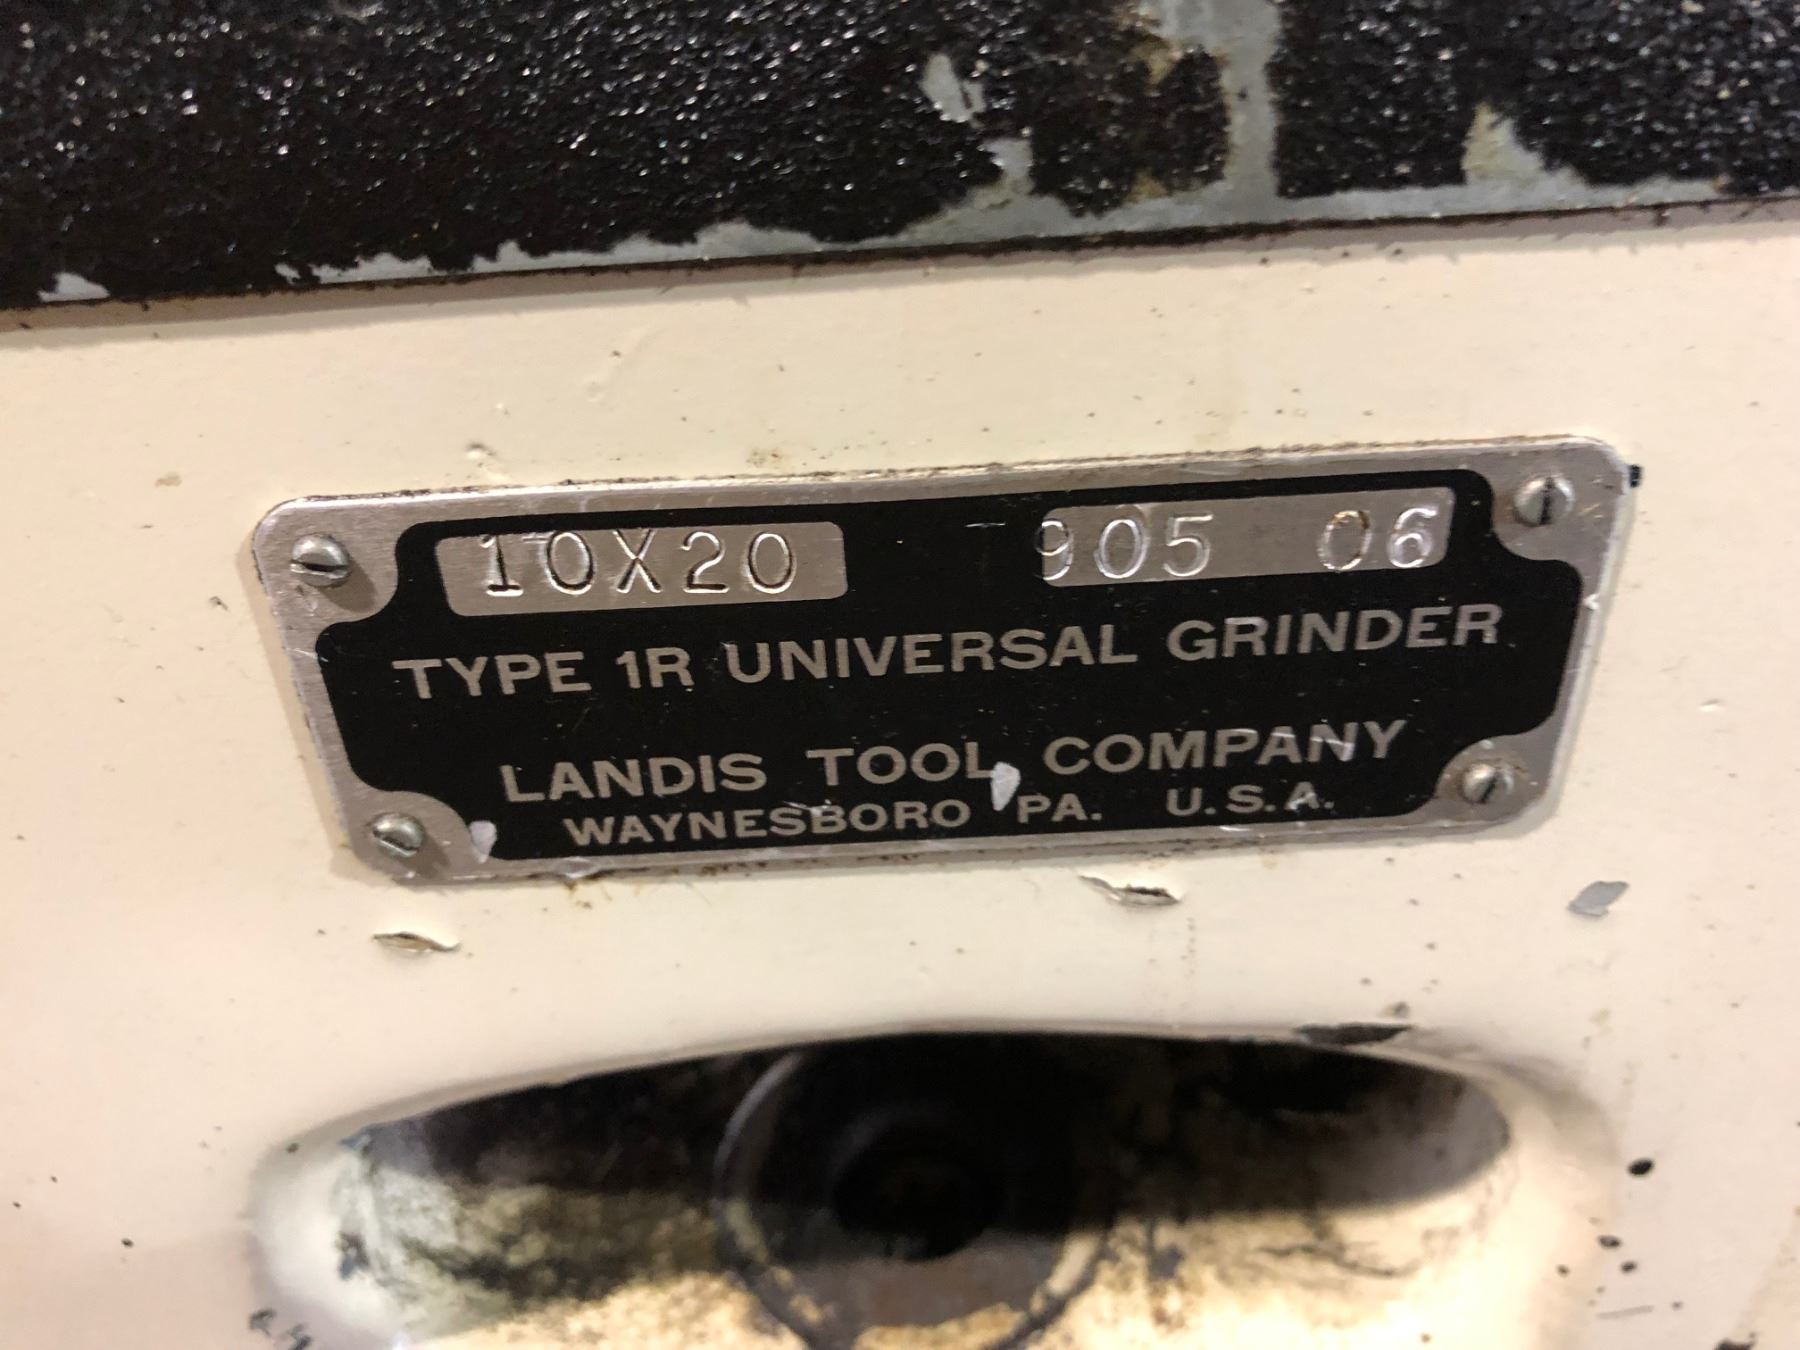 10X20 905 06
TYPE 1R UNIVERSAL GRINDER
LANDIS TOOL COMPANY
WAYNESBORO PA. U.S.A.